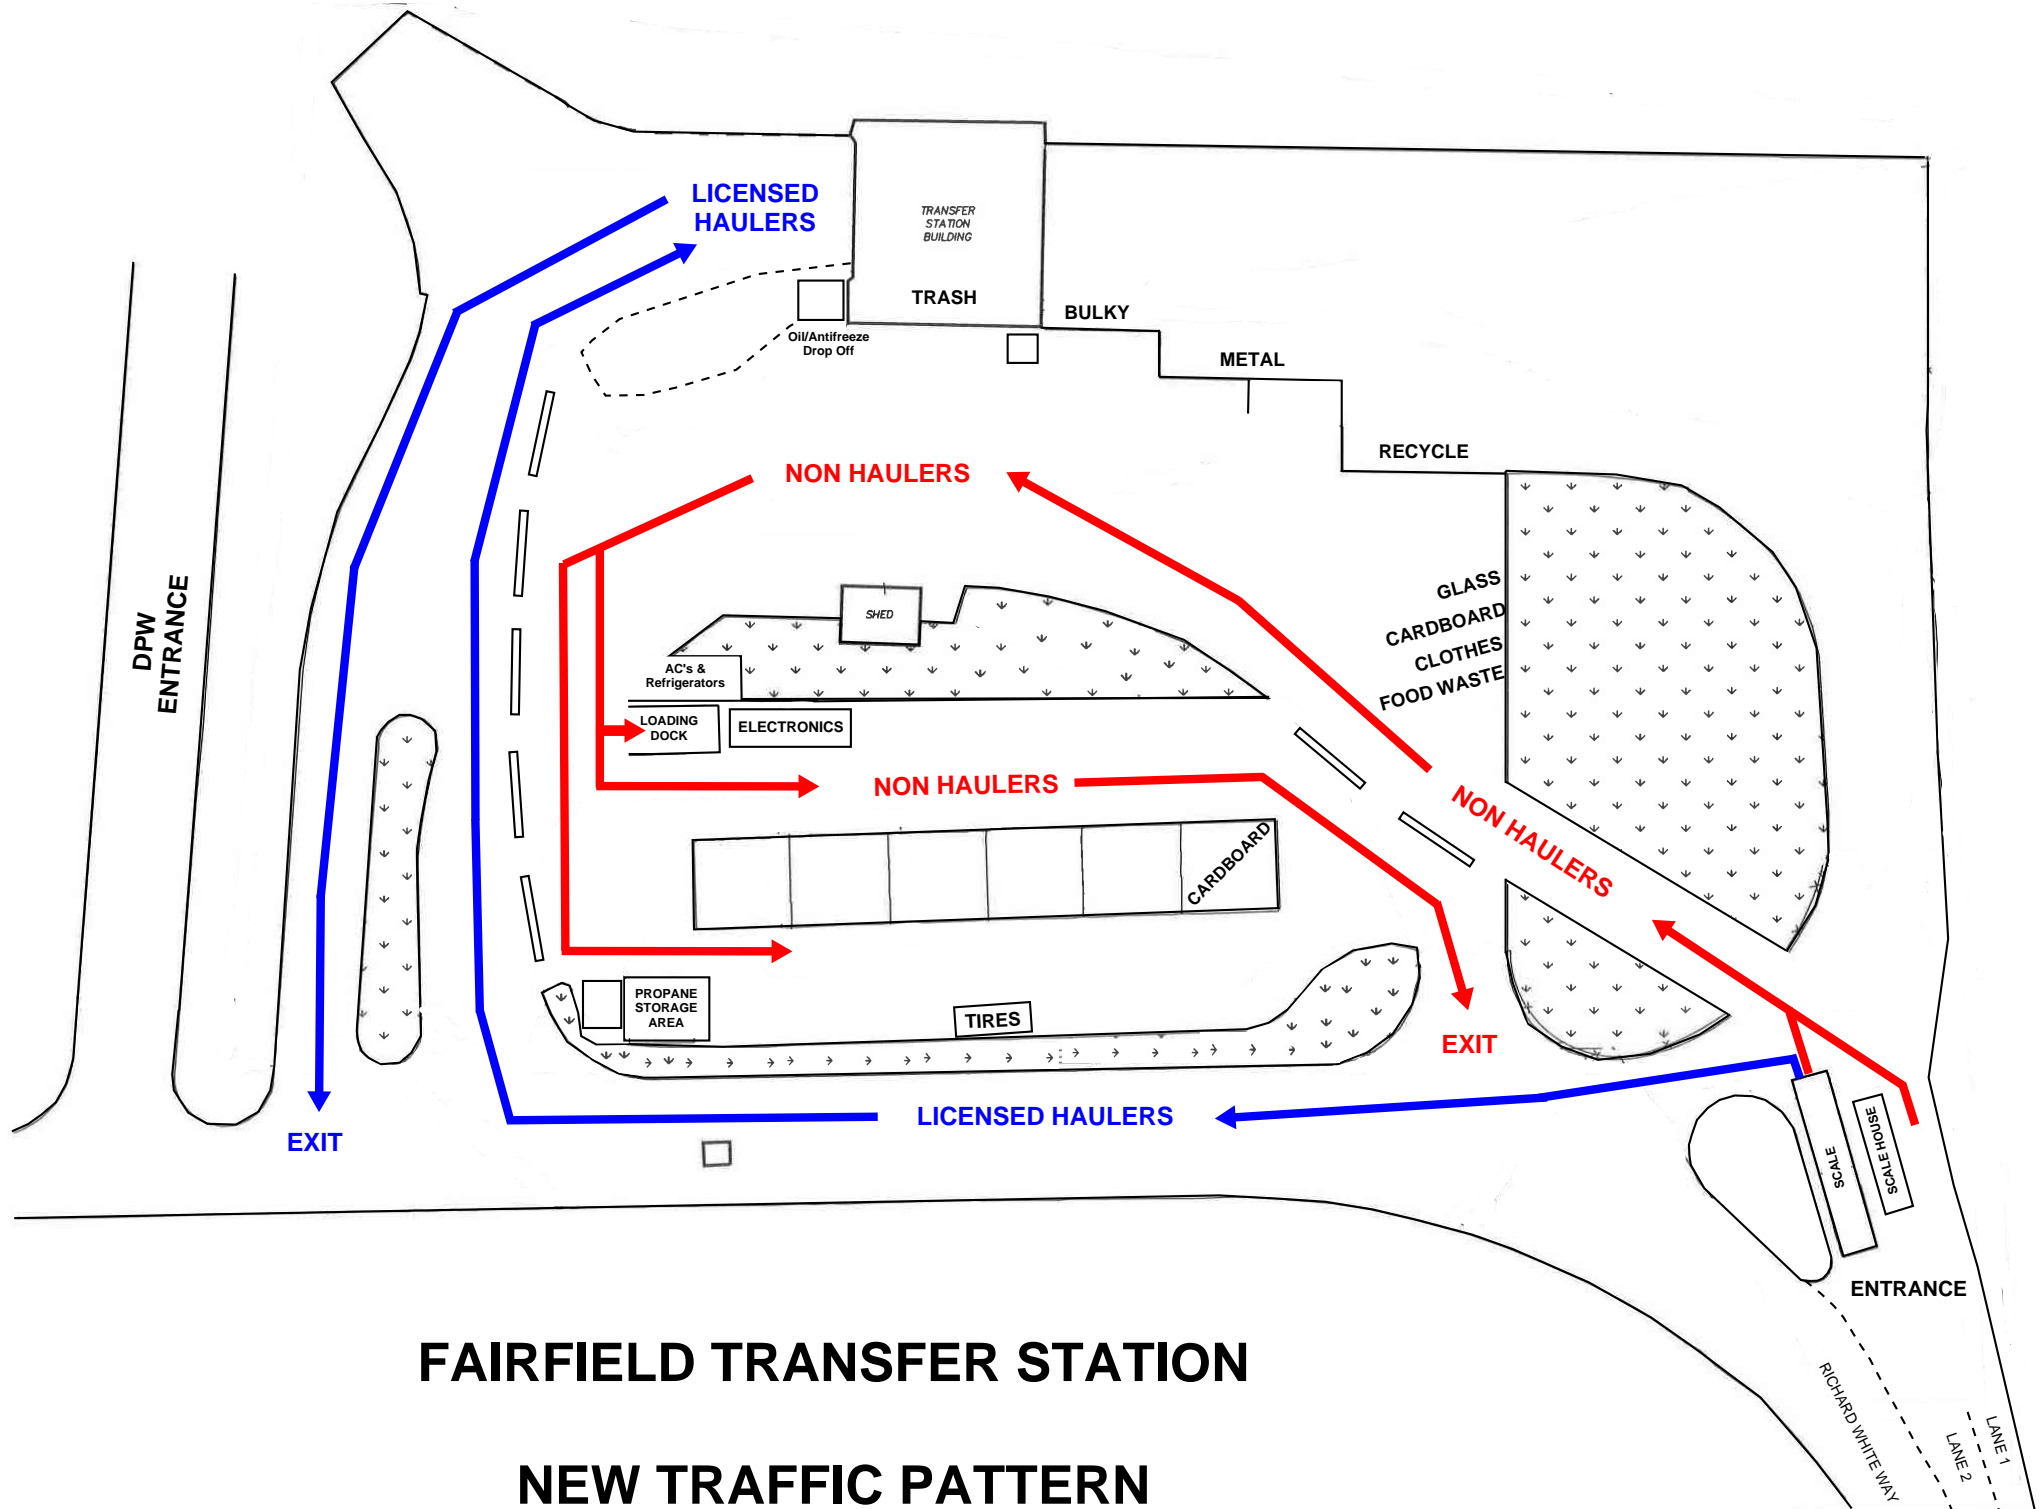 LICENSED
HAULERS
TRANSFER
STATION
BUILDING
TRASH
BULKY
Oil/Antifreeze
Drop Off
METAL
RECYCLE
NON HAULERS
GLASS
CARDBOARD
CLOTHES
FOOD WASTE
DPW
ENTRANCE
SHED
AC's &
Refrigerators
LOADING
DOCK
ELECTRONICS
NON HAULERS
NON HAULERS
CARDBOARD
PROPANE
STORAGE
AREA
TIRES
EXIT
LICENSED HAULERS
EXIT
SCALE
SCALE HOUSE
ENTRANCE
FAIRFIELD TRANSFER STATION
RICHARD WHITE WAY
LANE 2
LANE 1
NEW TRAFFIC PATTERN